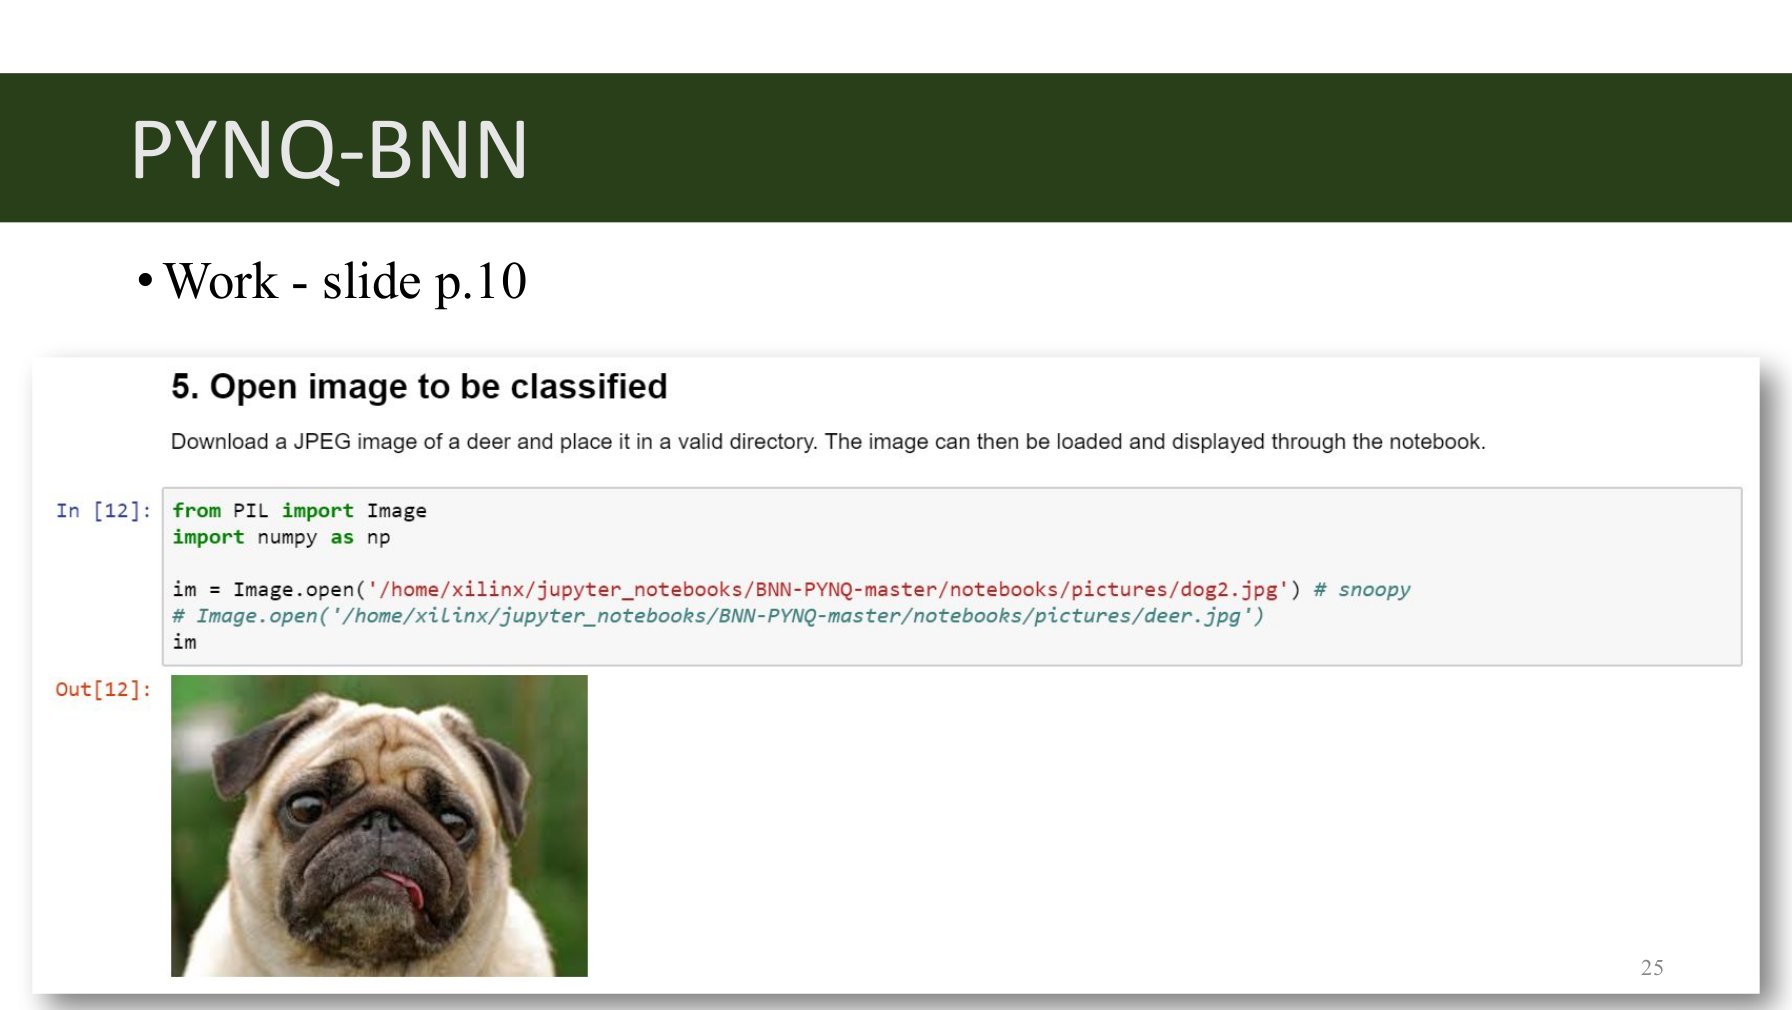 PYNQ-BNN
• Work - slide p.10
5. Open image to be classified
Download a JPEG image of a deer and place it in a valid directory. The image can then be loaded and displayed through the notebook.
In [12]: from PIL import Image
import numpy as np
im = Image.open('/home/xilinx/jupyter_notebooks/BNN-PYNQ-master/notebooks/pictures/dog2.jpg') # snoopy
# Image.open('/home/xilinx/jupyter_notebooks/BNN-PYNQ-master/notebooks/pictures/deer.jpg')
im
Out[12]:
25